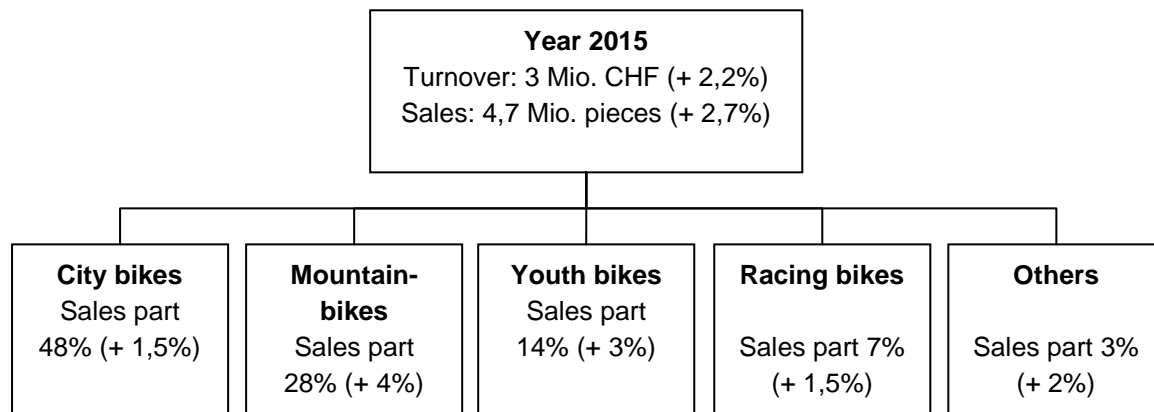 Year 2015
Turnover: 3 Mio. CHF (+ 2,2%)
Sales: 4,7 Mio. pieces (+ 2,7%)
City bikes
Sales part
48% (+ 1,5%)
Mountain-
bikes
Sales part
28% (+ 4%)
Youth bikes
Sales part
14% (+ 3%)
Racing bikes
Sales part 7%
(+ 1,5%)
Others
Sales part 3%
(+ 2%)